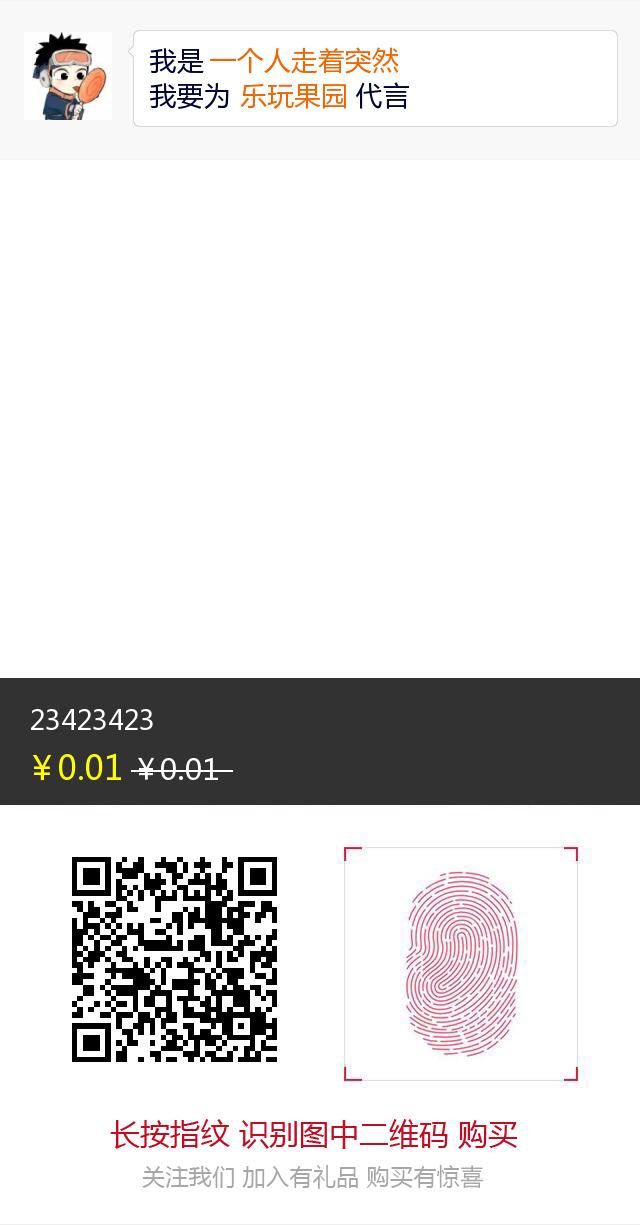 我是 一个人走着突然
我要为 乐玩果园 代言
23423423
￥0.01 ￥0.01
长按指纹 识别图中二维码 购买
关注我们 加入有礼品 购买有惊喜